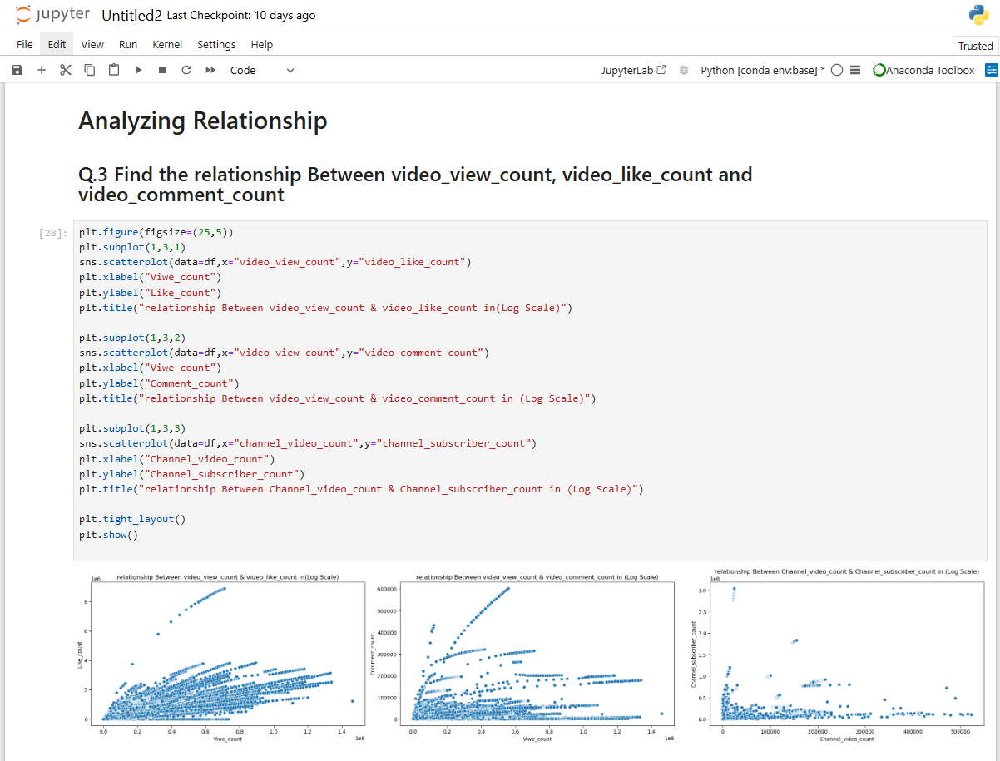 jupyter Untitled2 Last Checkpoint: 10 days ago
File Edit View Run Kernel Settings Help Trusted
Code JupyterLab Python [conda env:base] * Anaconda Toolbox
Analyzing Relationship
Q.3 Find the relationship Between video_view_count, video_like_count and
video_comment_count
[28]:
plt.figure(figsize=(25,5))
plt.subplot(1,3,1)
sns.scatterplot(data=df,x="video_view_count",y="video_like_count")
plt.xlabel("Viwe_count")
plt.ylabel("Like_count")
plt.title("relationship Between video_view_count & video_like_count in(Log Scale)")
plt.subplot(1,3,2)
sns.scatterplot(data=df,x="video_view_count",y="video_comment_count")
plt.xlabel("Viwe_count")
plt.ylabel("Comment_count")
plt.title("relationship Between video_view_count & video_comment_count in (Log Scale)")
plt.subplot(1,3,3)
sns.scatterplot(data=df,x="channel_video_count",y="channel_subscriber_count")
plt.xlabel("Channel_video_count")
plt.ylabel("Channel_subscriber_count")
plt.title("relationship Between Channel_video_count & Channel_subscriber_count in (Log Scale)")
plt.tight_layout()
plt.show()
relationship Between video_view_count & video_like_count in(Log Scale)
1e6
8
6
4
2
0
Like_count
0.0 0.2 0.4 0.6 0.8 1.0 1.2 1.4
Viwe_count
1e8
relationship Between video_view_count & video_comment_count in (Log Scale)
600000
500000
400000
300000
200000
100000
0
Comment_count
0.0 0.2 0.4 0.6 0.8 1.0 1.2 1.4
Viwe_count
1e8
relationship Between Channel_video_count & Channel_subscriber_count in (Log Scale)
1e8
3.0
2.5
2.0
1.5
1.0
0.5
0.0
Channel_subscriber_count
0 100000 200000 300000 400000 500000
Channel_video_count